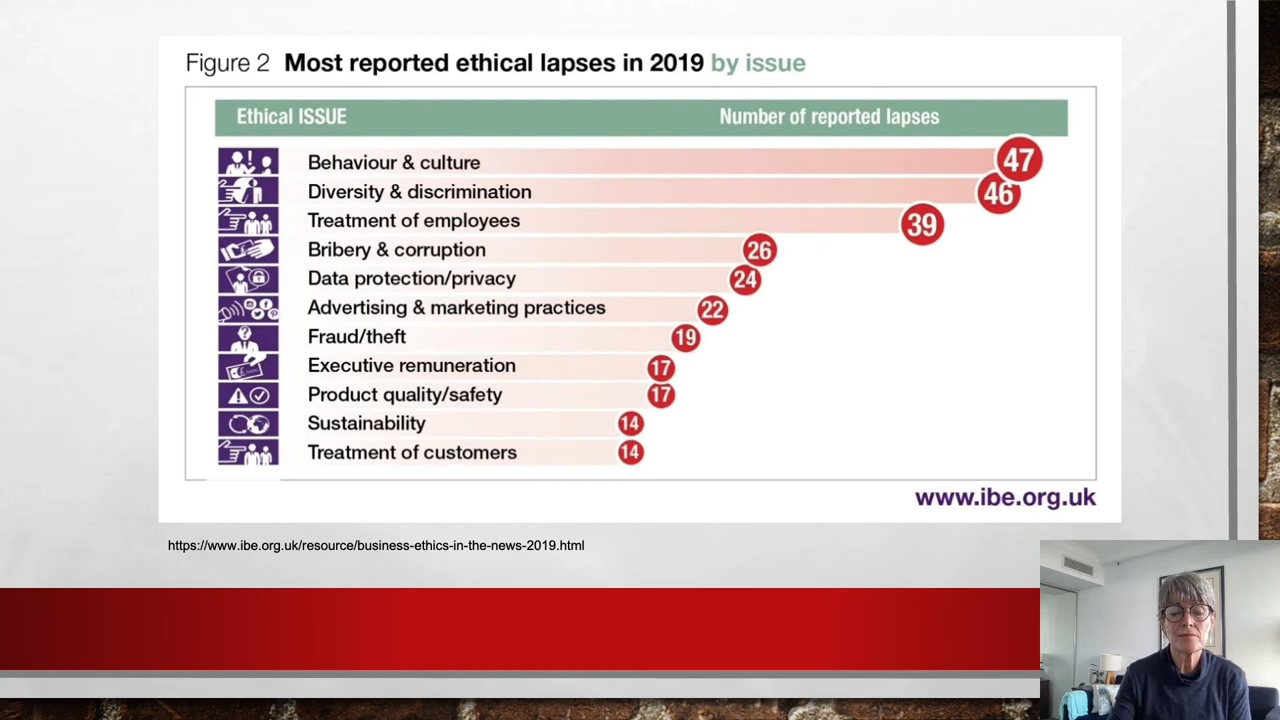 Figure 2 Most reported ethical lapses in 2019 by issue
Ethical ISSUE Number of reported lapses
Behaviour & culture 47
Diversity & discrimination 46
Treatment of employees 39
Bribery & corruption 26
Data protection/privacy 24
Advertising & marketing practices 22
Fraud/theft 19
Executive remuneration 17
Product quality/safety 17
Sustainability 14
Treatment of customers 14
www.ibe.org.uk
https://www.ibe.org.uk/resource/business-ethics-in-the-news-2019.html